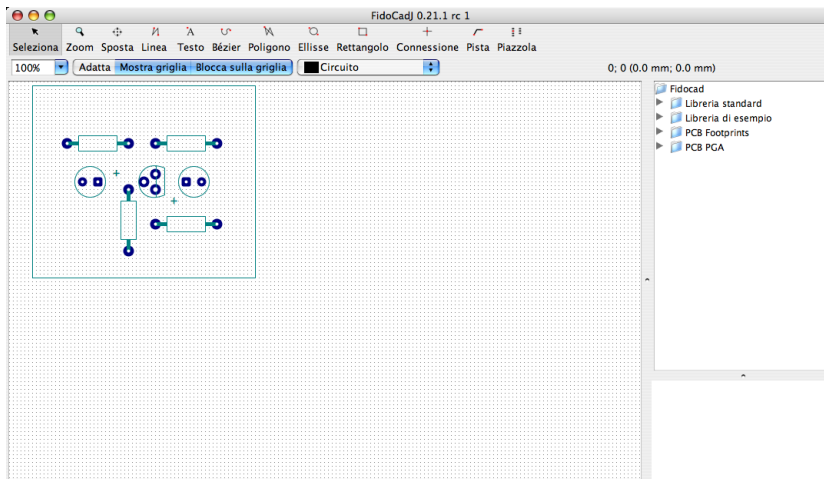 FidoCadJ 0.21.1 rc 1
Seleziona Zoom Sposta Linea Testo Bézier Poligono Ellisse Rettangolo Connessione Pista Piazzola
100% Adatta Mostra griglia Blocca sulla griglia Circuito 0; 0 (0.0 mm; 0.0 mm)
Fidocad
Libreria standard
Libreria di esempio
PCB Footprints
PCB PGA